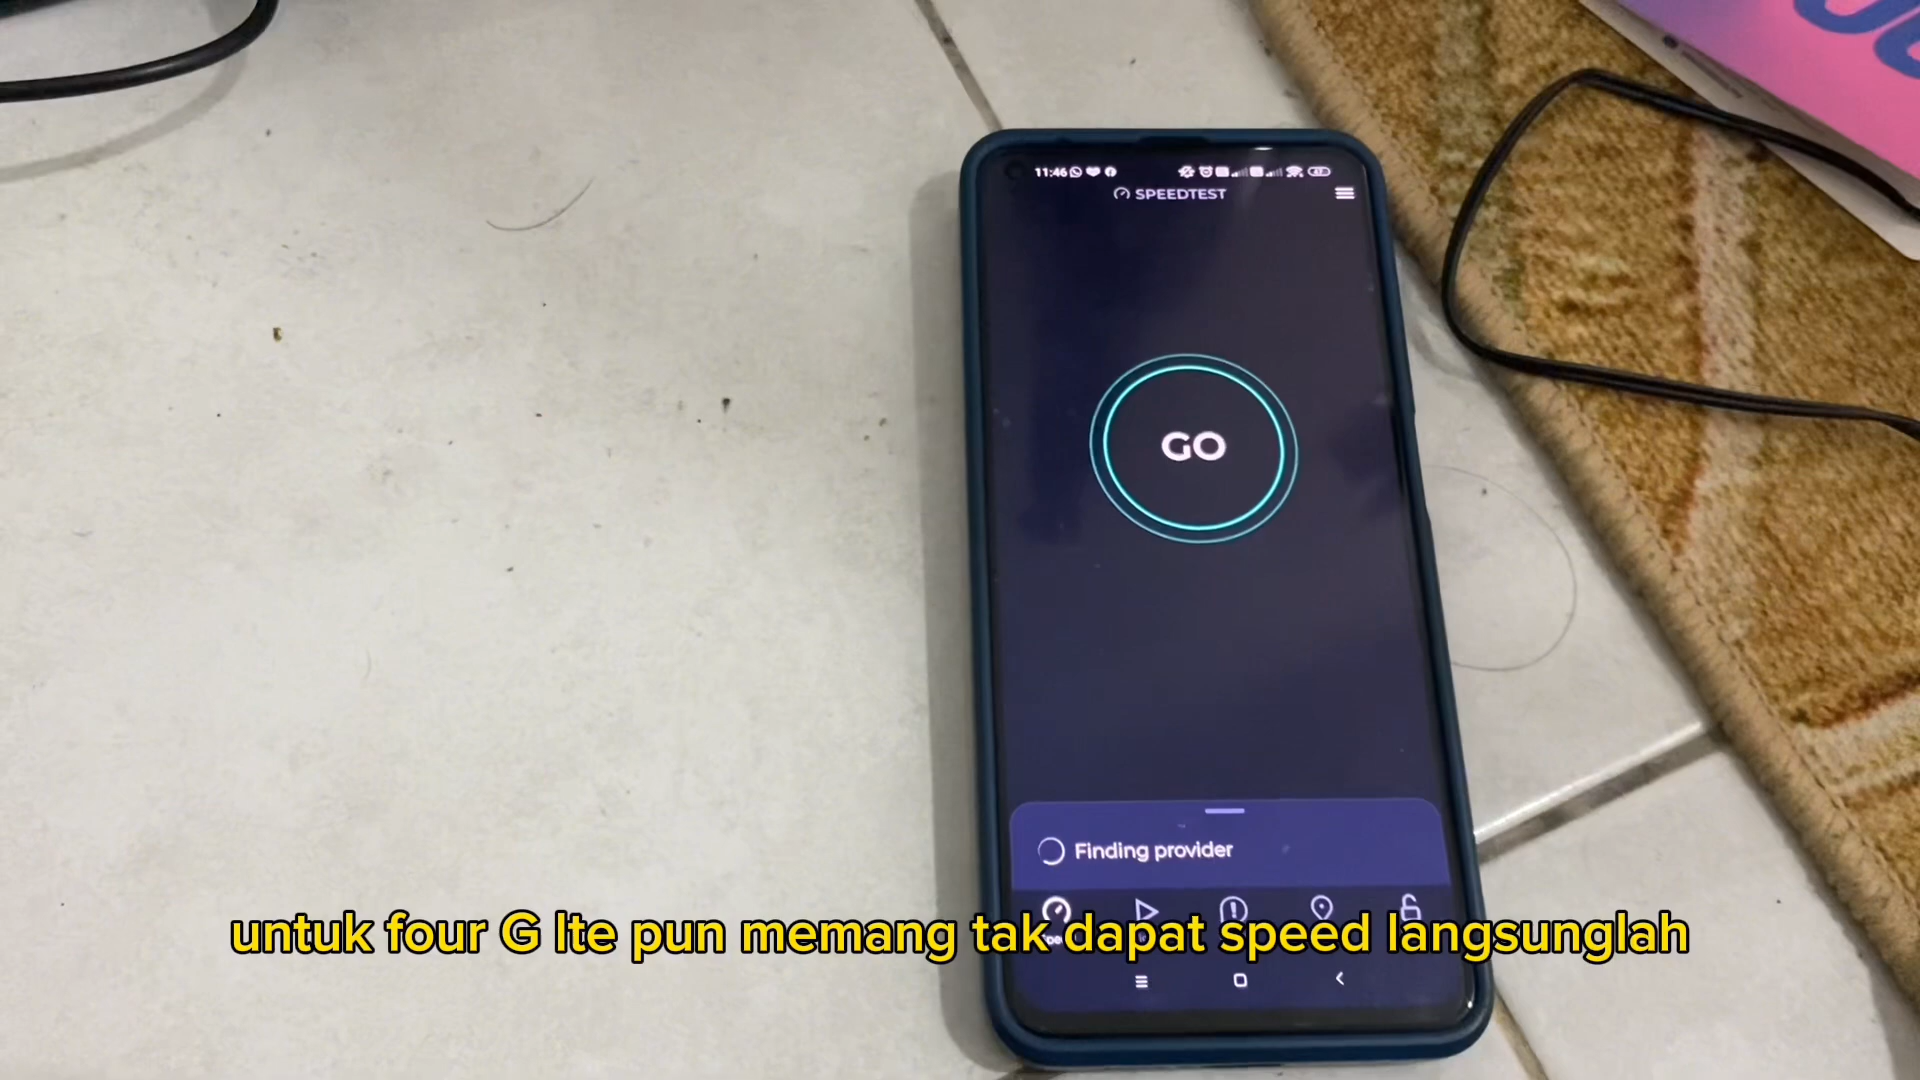 11:46
SPEEDTEST
GO
Finding provider
untuk four G lte pun memang tak dapat speed langsunglah